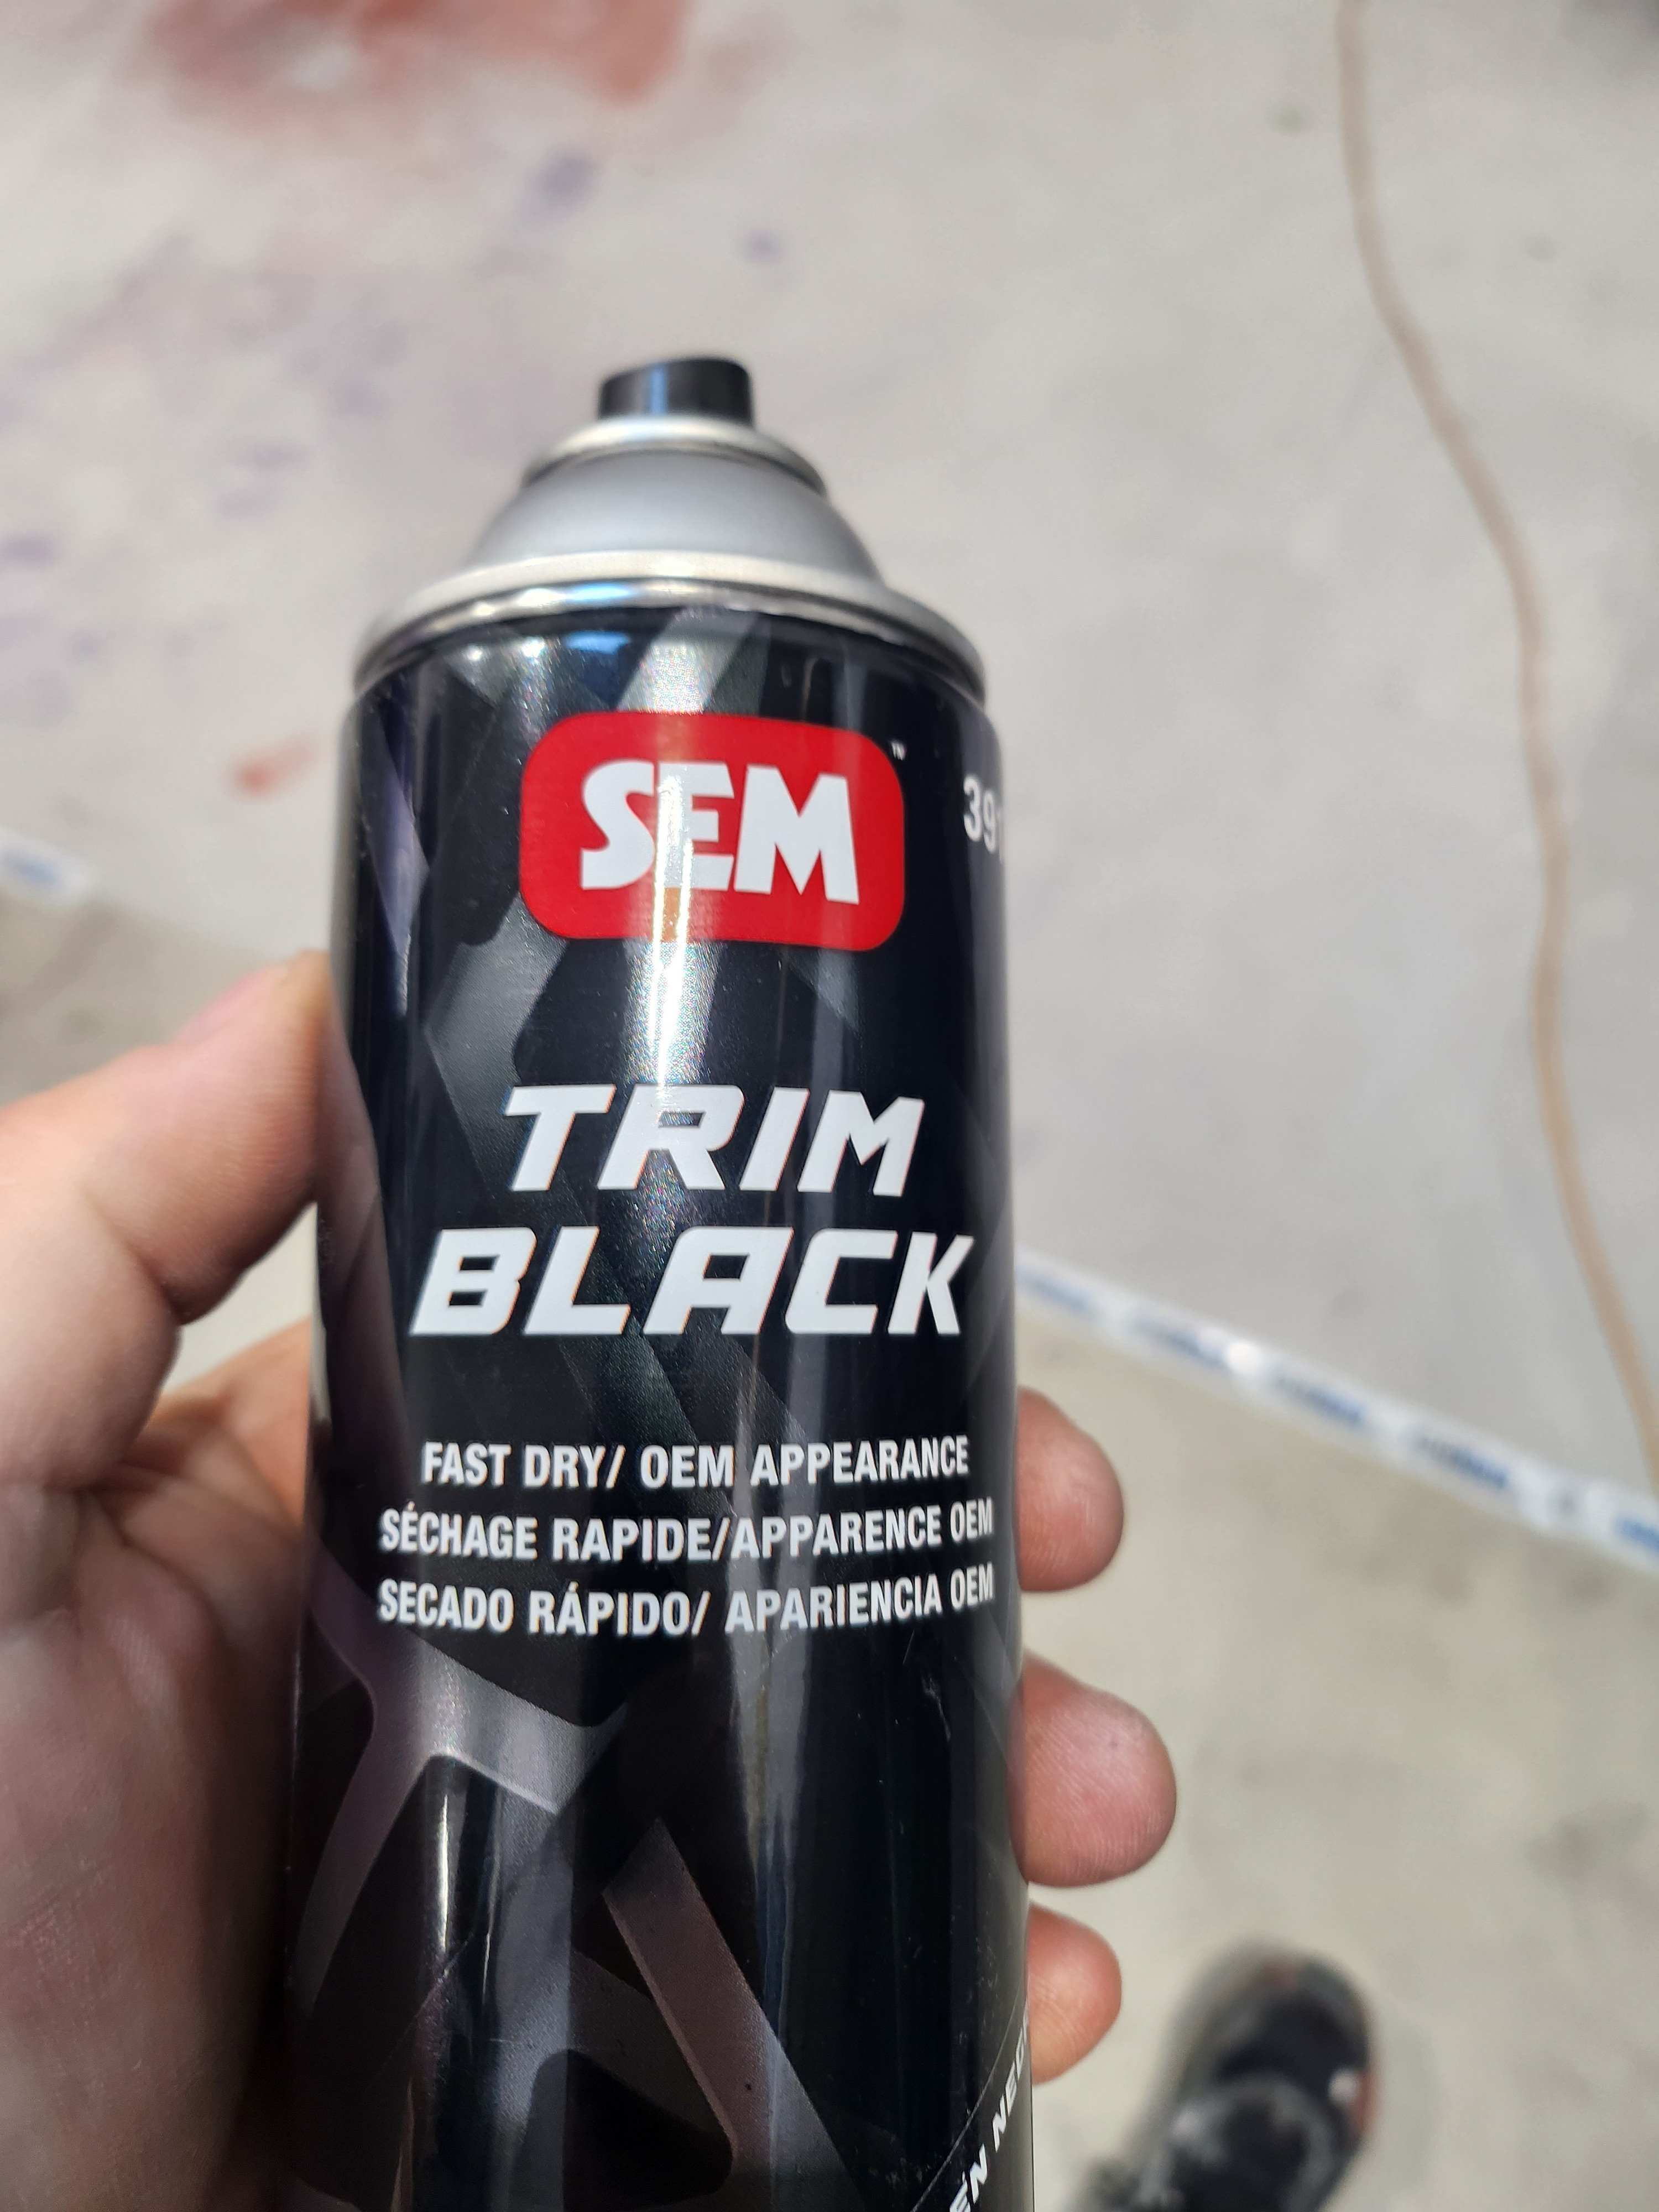 SEM
TRIM
BLACK
FAST DRY/ OEM APPEARANCE
SÉCHAGE RAPIDE/APPARENCE OEM
SECADO RÁPIDO/ APARIENCIA OEM